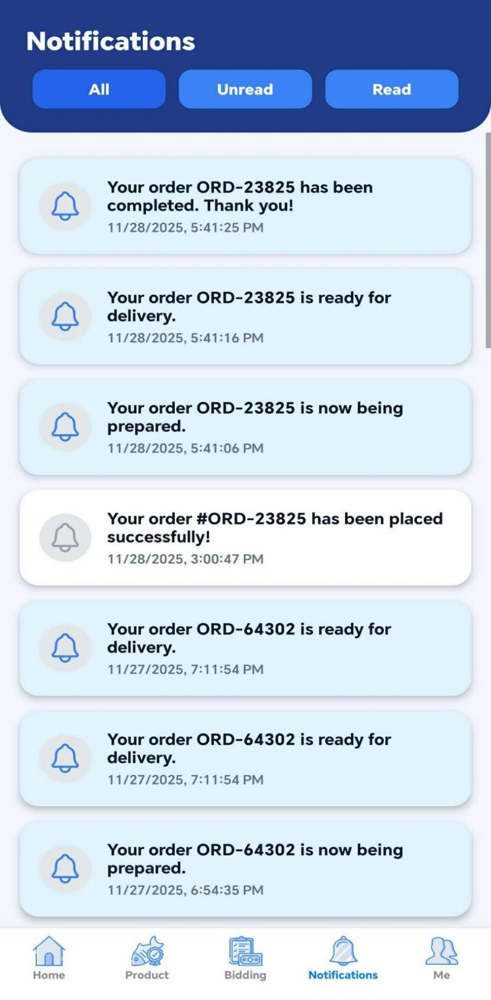 Notifications
All
Unread
Read
Your order ORD-23825 has been
completed. Thank you!
11/28/2025, 5:41:25 PM
Your order ORD-23825 is ready for
delivery.
11/28/2025, 5:41:16 PM
Your order ORD-23825 is now being
prepared.
11/28/2025, 5:41:06 PM
Your order #ORD-23825 has been placed
successfully!
11/28/2025, 3:00:47 PM
Your order ORD-64302 is ready for
delivery.
11/27/2025, 7:11:54 PM
Your order ORD-64302 is ready for
delivery.
11/27/2025, 7:11:54 PM
Your order ORD-64302 is now being
prepared.
11/27/2025, 6:54:35 PM
Home
Product
Bidding
Notifications
Me